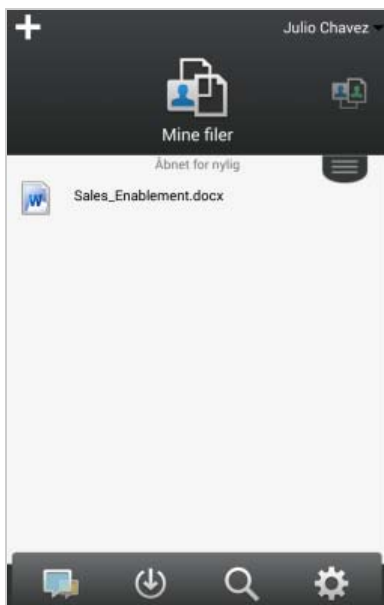 Julio Chavez
Mine filer
Åbnet for nylig
Sales_Enablement.docx